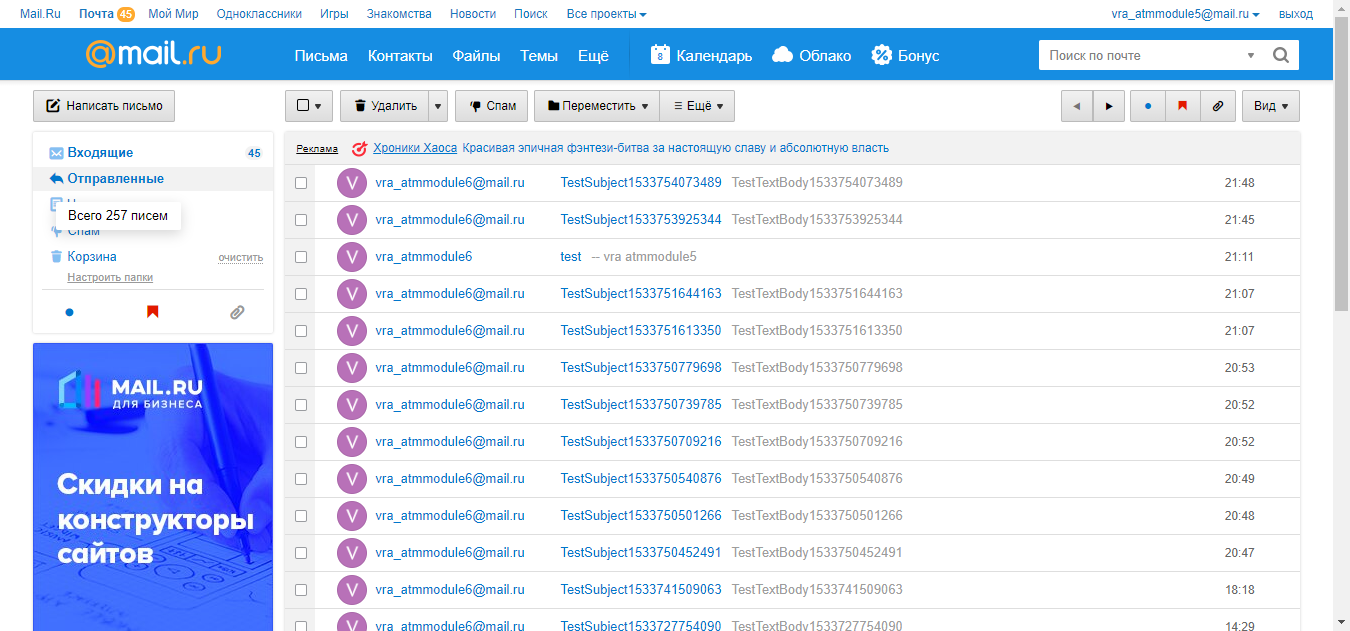 Mail.Ru Почта 45 Мой Мир Одноклассники Игры Знакомства Новости Поиск Все проекты vra_atmmodule5@mail.ru выход
@mail.ru Письма Контакты Файлы Темы Ещё 8 Календарь Облако Бонус Поиск по почте
Написать письмо Удалить Спам Переместить Ещё Вид
Входящие 45
Отправленные
Всего 257 писем
Спам
Корзина очистить
Настроить папки
MAIL.RU
ДЛЯ БИЗНЕСА
Скидки на
конструкторы
сайтов
Реклама Хроники Хаоса Красивая эпичная фэнтези-битва за настоящую славу и абсолютную власть
V vra_atmmodule6@mail.ru TestSubject1533754073489 TestTextBody1533754073489 21:48
V vra_atmmodule6@mail.ru TestSubject1533753925344 TestTextBody1533753925344 21:45
V vra_atmmodule6 test -- vra atmmodule5 21:11
V vra_atmmodule6@mail.ru TestSubject1533751644163 TestTextBody1533751644163 21:07
V vra_atmmodule6@mail.ru TestSubject1533751613350 TestTextBody1533751613350 21:07
V vra_atmmodule6@mail.ru TestSubject1533750779698 TestTextBody1533750779698 20:53
V vra_atmmodule6@mail.ru TestSubject1533750739785 TestTextBody1533750739785 20:52
V vra_atmmodule6@mail.ru TestSubject1533750709216 TestTextBody1533750709216 20:52
V vra_atmmodule6@mail.ru TestSubject1533750540876 TestTextBody1533750540876 20:49
V vra_atmmodule6@mail.ru TestSubject1533750501266 TestTextBody1533750501266 20:48
V vra_atmmodule6@mail.ru TestSubject1533750452491 TestTextBody1533750452491 20:47
V vra_atmmodule6@mail.ru TestSubject1533741509063 TestTextBody1533741509063 18:18
V vra_atmmodule6@mail.ru TestSubject1533727754090 TestTextBody1533727754090 14:29